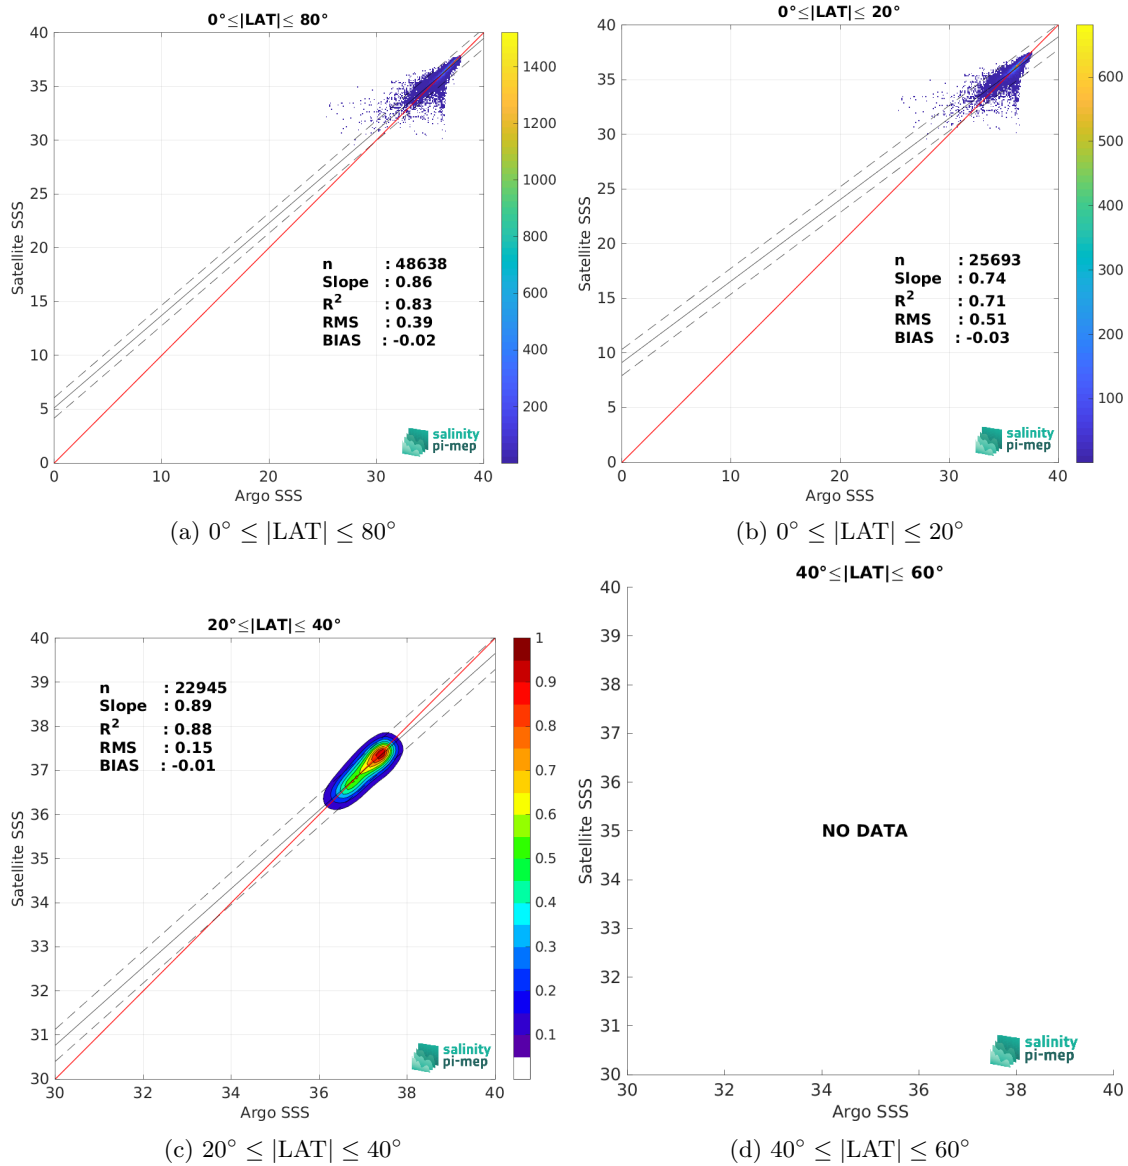 0°≤|LAT|≤ 80°
40
35
30
25
20
15
10
5
0
0
10
20
30
40
Satellite SSS
Argo SSS
n : 48638
Slope : 0.86
R² : 0.83
RMS : 0.39
BIAS : -0.02
salinity
pi-mep
1400
1200
1000
800
600
400
200
(a) 0° ≤ |LAT| ≤ 80°
0°≤|LAT|≤ 20°
40
35
30
25
20
15
10
5
0
0
10
20
30
40
Satellite SSS
Argo SSS
n : 25693
Slope : 0.74
R² : 0.71
RMS : 0.51
BIAS : -0.03
salinity
pi-mep
600
500
400
300
200
100
(b) 0° ≤ |LAT| ≤ 20°
20°≤|LAT|≤ 40°
40
39
38
37
36
35
34
33
32
31
30
30
32
34
36
38
40
Satellite SSS
Argo SSS
n : 22945
Slope : 0.89
R² : 0.88
RMS : 0.15
BIAS : -0.01
salinity
pi-mep
1
0.9
0.8
0.7
0.6
0.5
0.4
0.3
0.2
0.1
(c) 20° ≤ |LAT| ≤ 40°
40°≤|LAT|≤ 60°
40
39
38
37
36
35
34
33
32
31
30
30
32
34
36
38
40
Satellite SSS
Argo SSS
NO DATA
salinity
pi-mep
(d) 40° ≤ |LAT| ≤ 60°